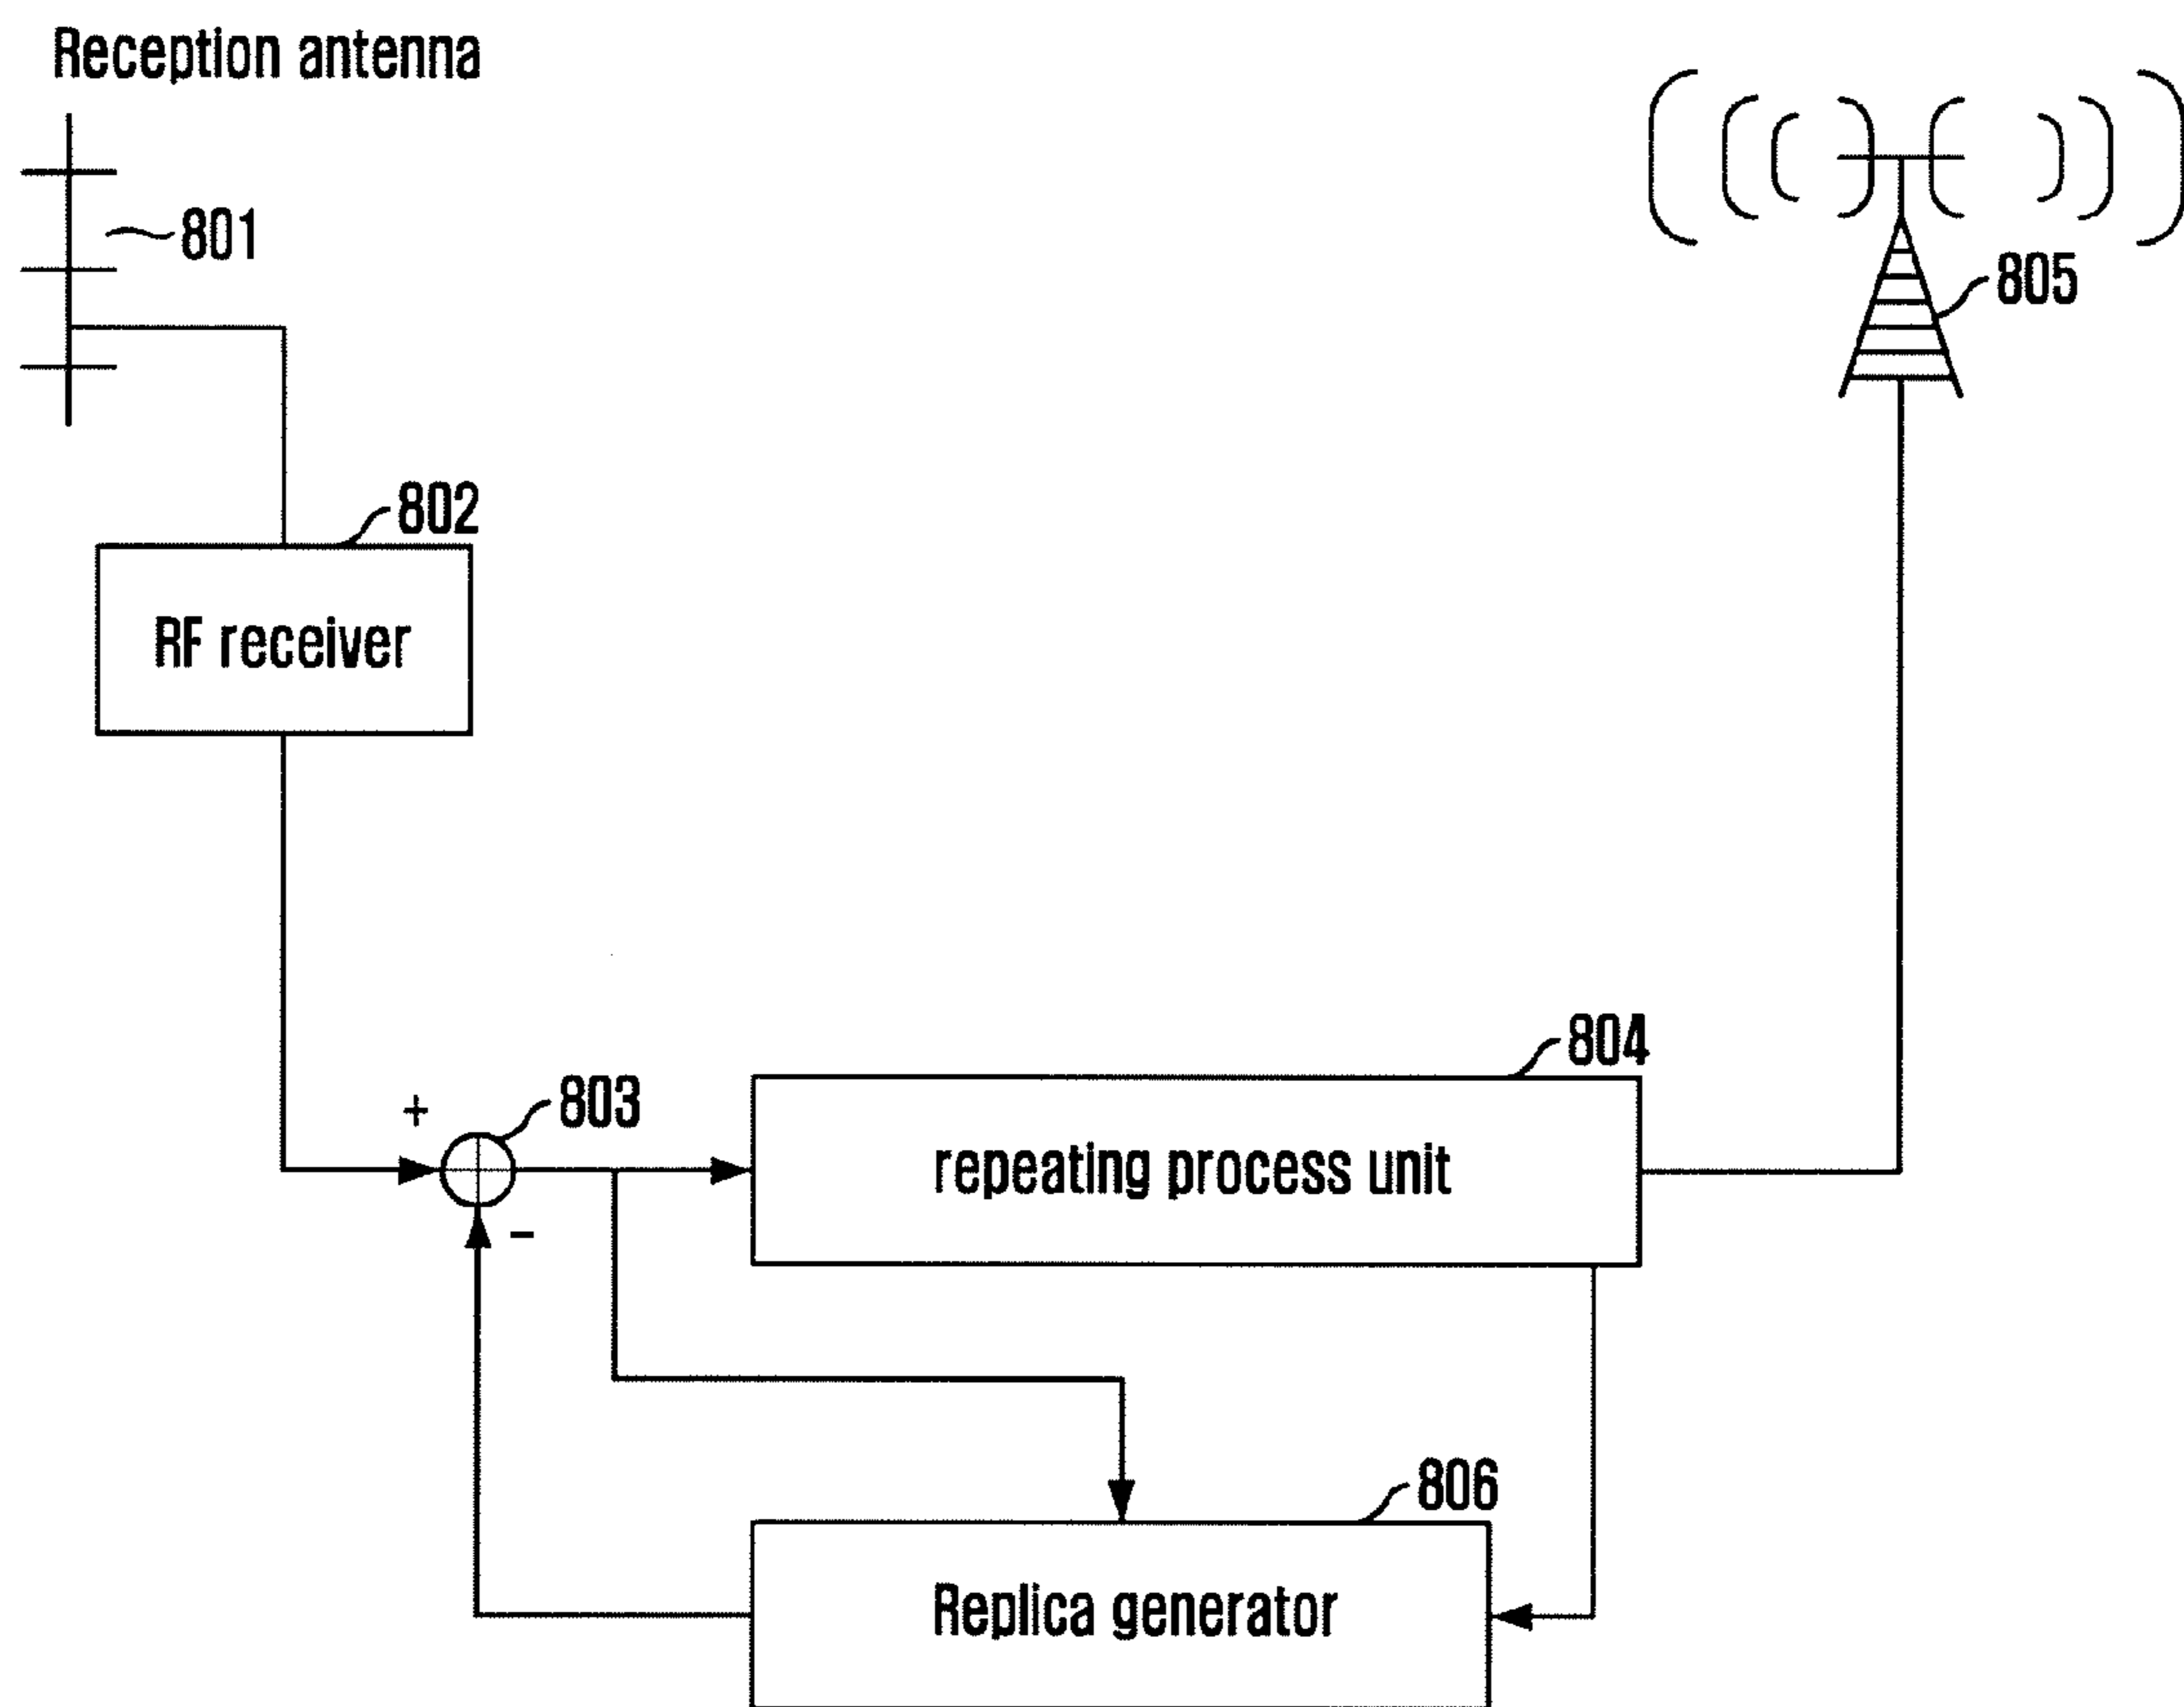 Reception antenna
801
805
802
RF receiver
804
803
+
repeating process unit
−
806
Replica generator